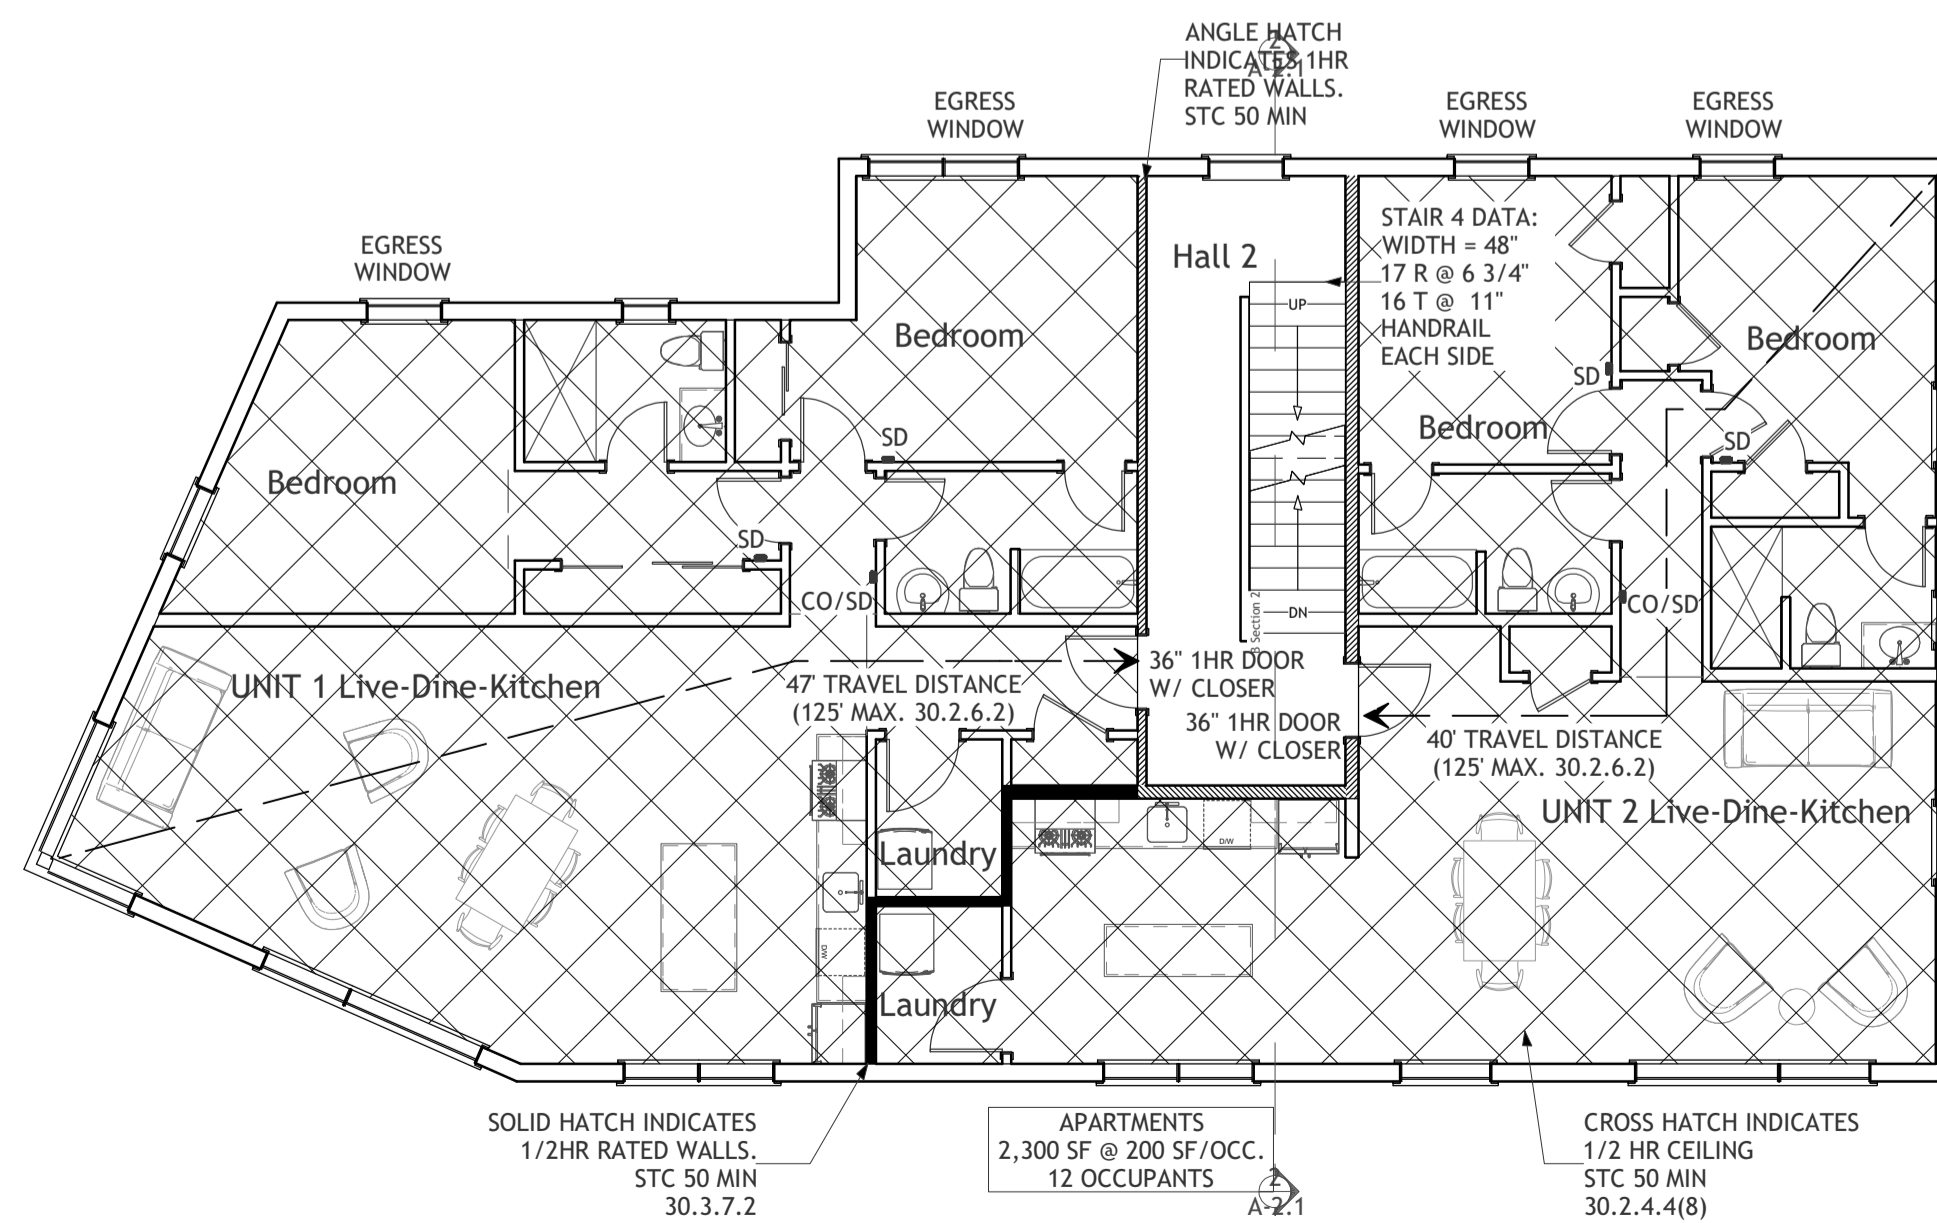 ANGLE HATCH
INDICATES 1HR
RATED WALLS.
STC 50 MIN
2
A-2.1
EGRESS
WINDOW
EGRESS
WINDOW
EGRESS
WINDOW
EGRESS
WINDOW
Hall 2
STAIR 4 DATA:
WIDTH = 48"
17 R @ 6 3/4"
16 T @ 11"
HANDRAIL
EACH SIDE
UP
Bedroom
Bedroom
SD
Bedroom
SD
SD
Bedroom
SD
CO/SD
B Section 2
DN
CO/SD
36" 1HR DOOR
W/ CLOSER
UNIT 1 Live-Dine-Kitchen
47' TRAVEL DISTANCE
(125' MAX. 30.2.6.2)
36" 1HR DOOR
W/ CLOSER
40' TRAVEL DISTANCE
(125' MAX. 30.2.6.2)
UNIT 2 Live-Dine-Kitchen
D/W
Laundry
D/W
Laundry
SOLID HATCH INDICATES
1/2HR RATED WALLS.
STC 50 MIN
30.3.7.2
APARTMENTS
2,300 SF @ 200 SF/OCC.
12 OCCUPANTS
2
A-2.1
CROSS HATCH INDICATES
1/2 HR CEILING
STC 50 MIN
30.2.4.4(8)